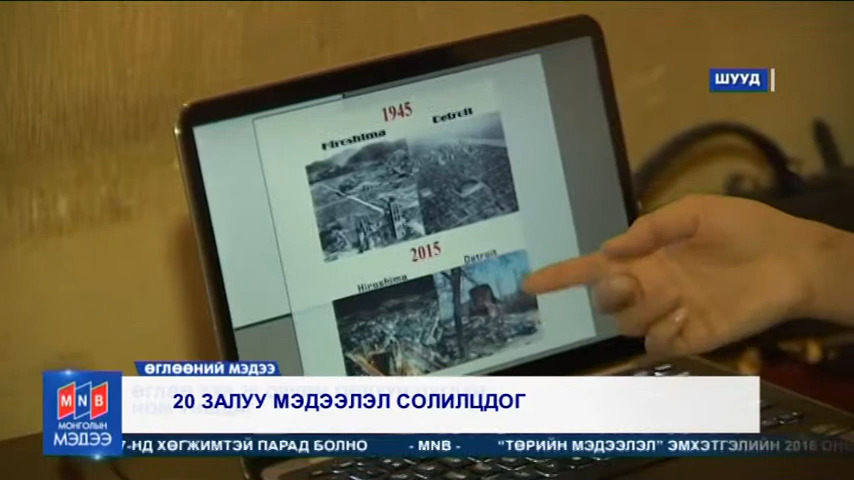 ШУУД
1945
Hiroshima
Detroit
2015
Hiroshima
Detroit
ӨГЛӨӨНИЙ МЭДЭЭ
20 ЗАЛУУ МЭДЭЭЛЭЛ СОЛИЛЦДОГ
MNB
МОНГОЛЫН
МЭДЭЭ
7-НД ХӨГЖИМТЭЙ ПАРАД БОЛНО - MNB - "ТӨРИЙН МЭДЭЭЛЭЛ" ЭМХЭТГЭЛИЙН 2016 ОНЫ